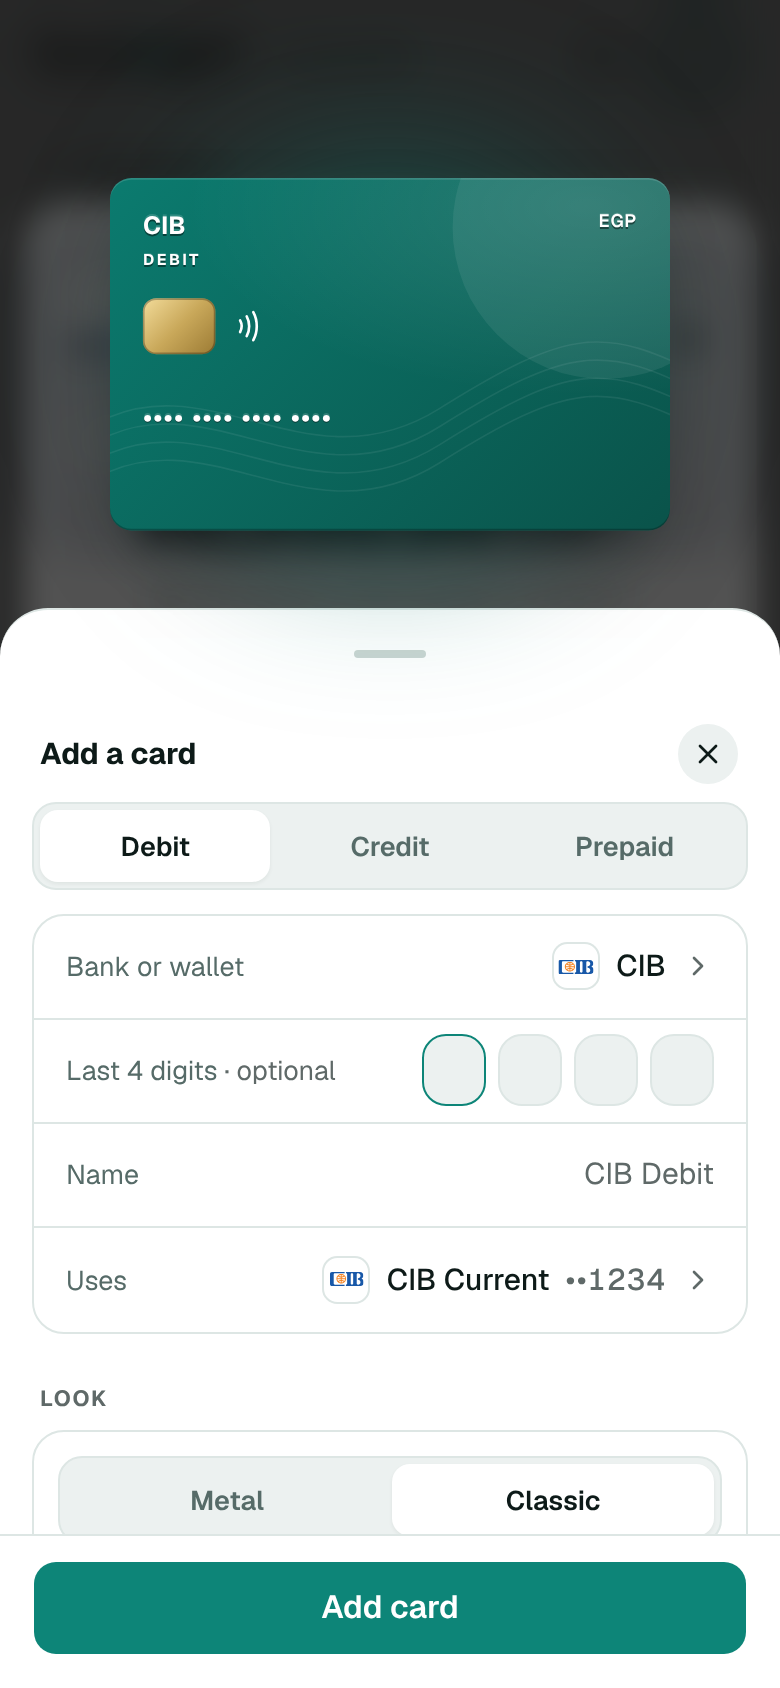 CIB
EGP
DEBIT
•••• •••• •••• ••••
Add a card
Debit
Credit
Prepaid
Bank or wallet
CIB CIB
Last 4 digits · optional
Name
CIB Debit
Uses
CIB CIB Current ••1234
LOOK
Metal
Classic
Add card